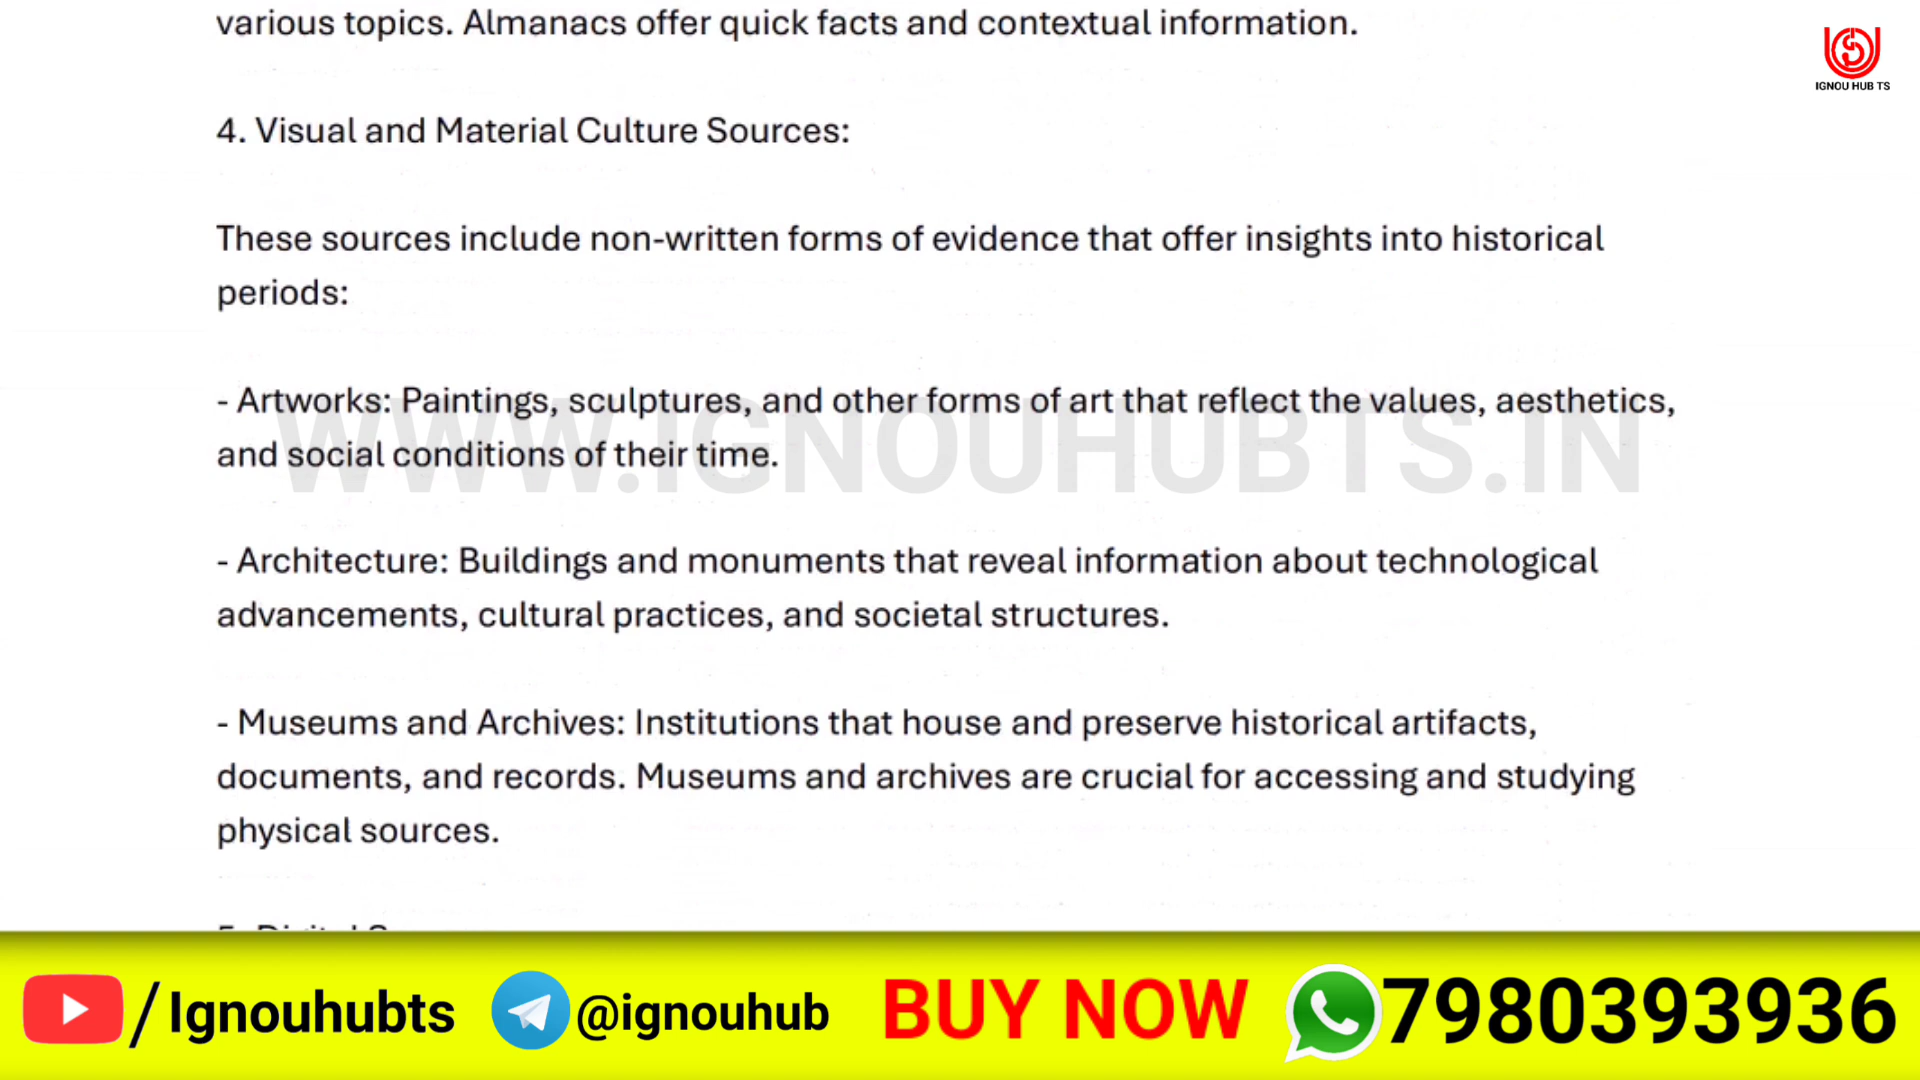 various topics. Almanacs offer quick facts and contextual information.
IGNOU HUB TS
4. Visual and Material Culture Sources:
These sources include non-written forms of evidence that offer insights into historical
periods:
- Artworks: Paintings, sculptures, and other forms of art that reflect the values, aesthetics,
and social conditions of their time.
WWW.IGNOUHUBTS.IN
- Architecture: Buildings and monuments that reveal information about technological
advancements, cultural practices, and societal structures.
- Museums and Archives: Institutions that house and preserve historical artifacts,
documents, and records. Museums and archives are crucial for accessing and studying
physical sources.
/Ignouhubts @ignouhub BUY NOW 7980393936